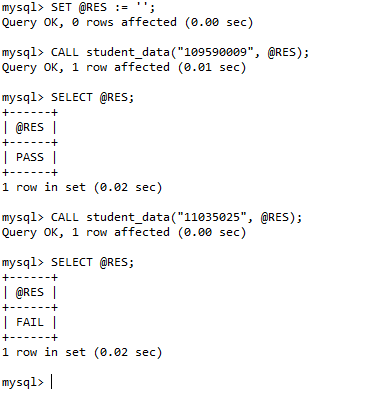 mysql> SET @RES := '';
Query OK, 0 rows affected (0.00 sec)
mysql> CALL student_data("109590009", @RES);
Query OK, 1 row affected (0.01 sec)
mysql> SELECT @RES;
+------+
| @RES |
+------+
| PASS |
+------+
1 row in set (0.02 sec)
mysql> CALL student_data("11035025", @RES);
Query OK, 1 row affected (0.00 sec)
mysql> SELECT @RES;
+------+
| @RES |
+------+
| FAIL |
+------+
1 row in set (0.02 sec)
mysql>